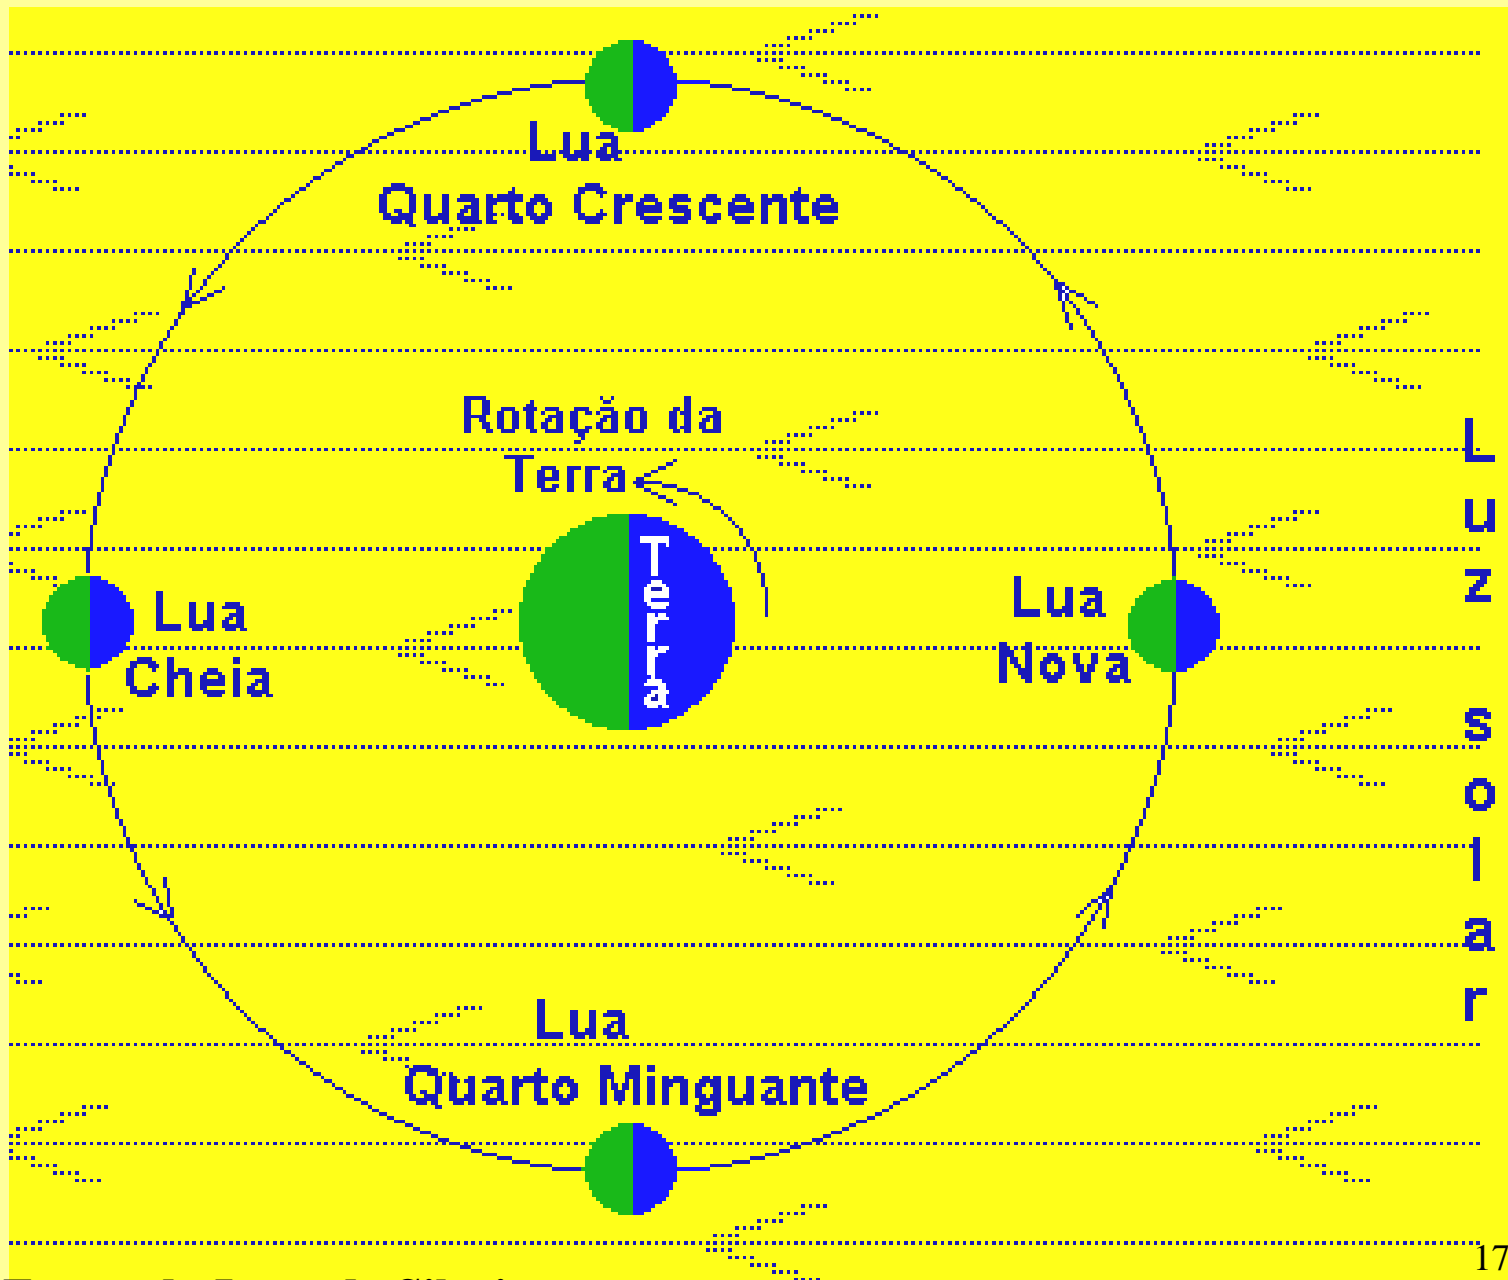 Lua
Quarto Crescente
Rotação da
Terra
Terra
Lua
Cheia
Lua
Nova
Luz solar
Lua
Quarto Minguante
17